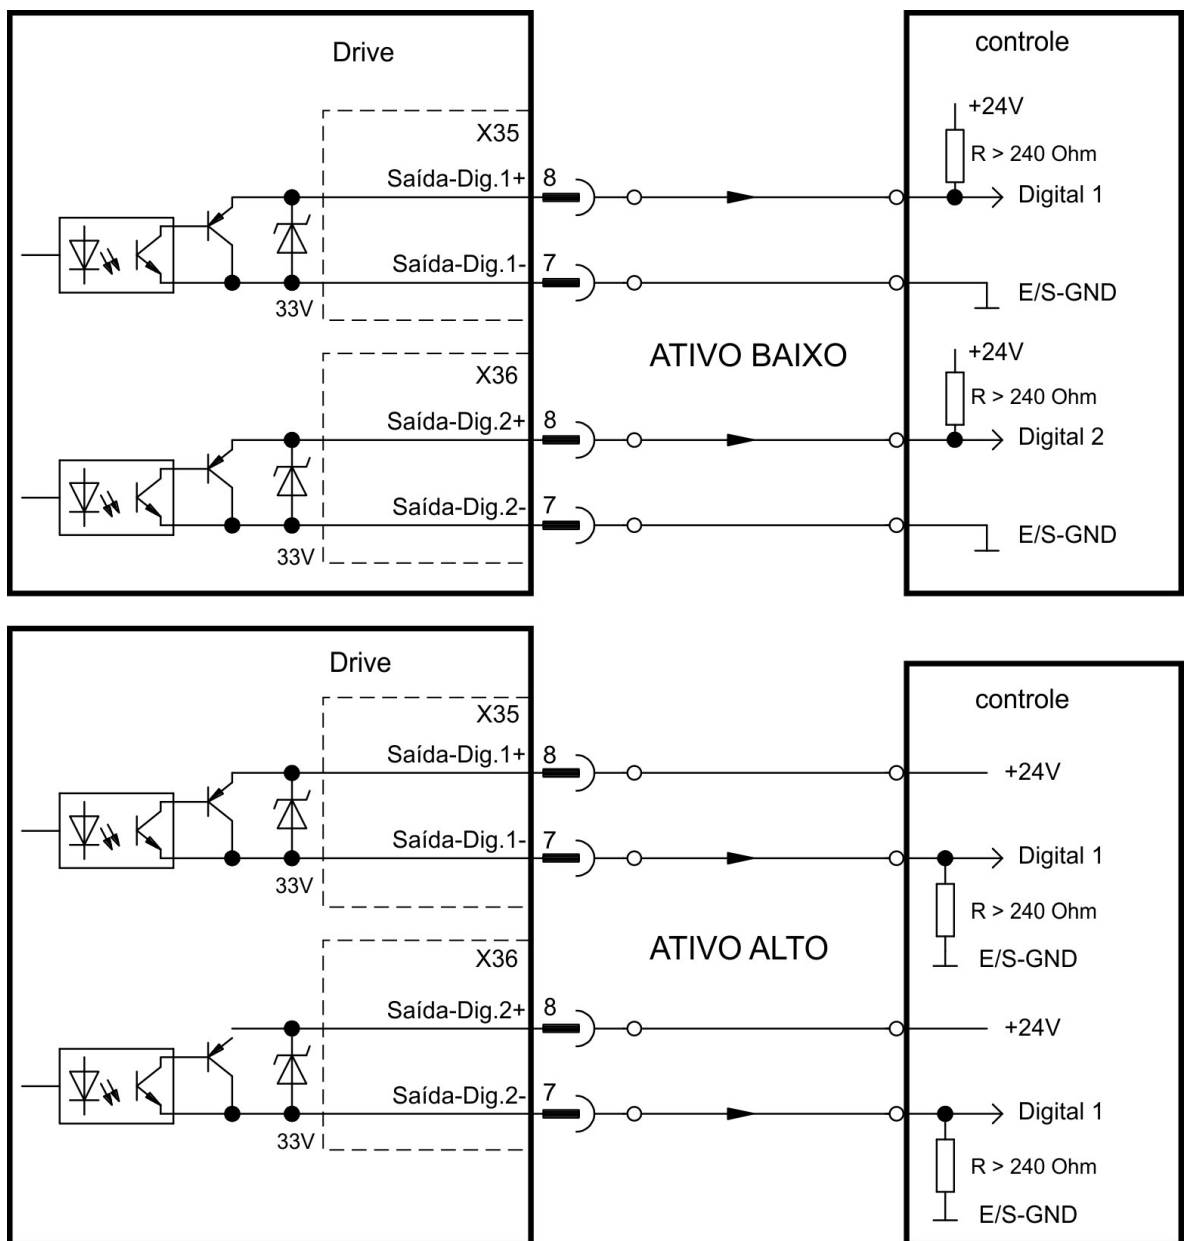 Drive
controle
+24V
X35
R > 240 Ohm
Saída-Dig.1+
8
Digital 1
Saída-Dig.1-
7
E/S-GND
33V
ATIVO BAIXO
+24V
X36
R > 240 Ohm
Saída-Dig.2+
8
Digital 2
Saída-Dig.2-
7
E/S-GND
33V
Drive
controle
X35
Saída-Dig.1+
8
+24V
Saída-Dig.1-
7
Digital 1
33V
R > 240 Ohm
ATIVO ALTO
X36
E/S-GND
Saída-Dig.2+
8
+24V
Saída-Dig.2-
7
Digital 1
33V
R > 240 Ohm
E/S-GND